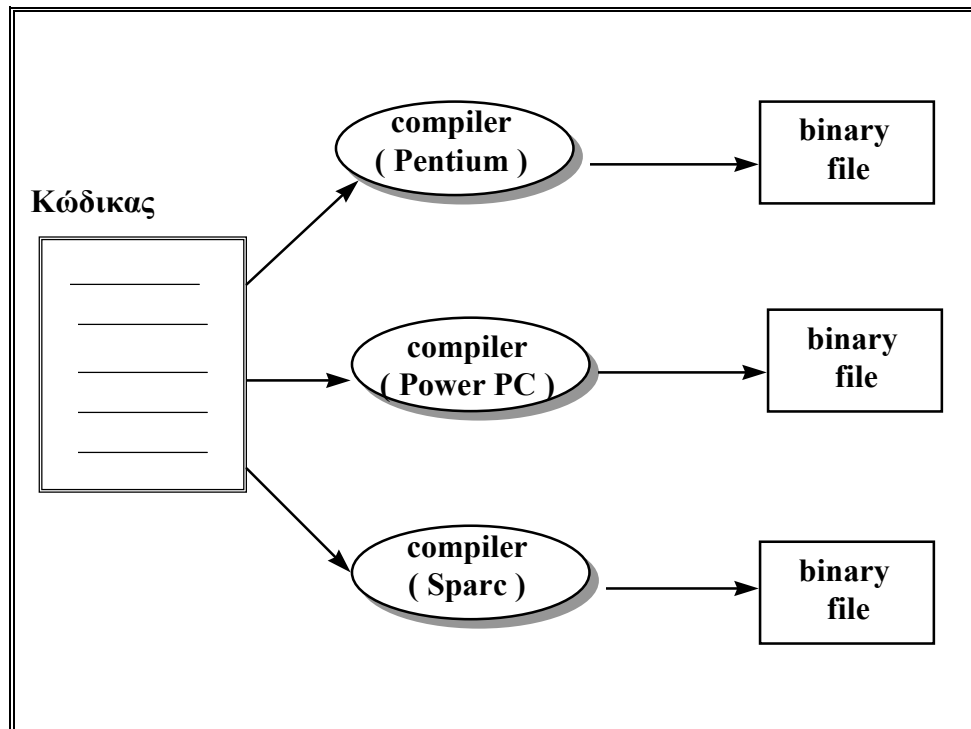 Κώδικας
compiler
( Pentium )
binary
file
compiler
( Power PC )
binary
file
compiler
( Sparc )
binary
file